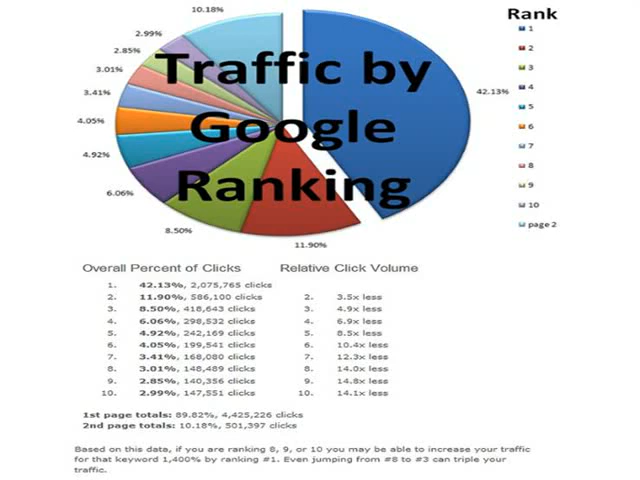 10.18%
Rank
2.99%
2.85%
3.01%
3.41%
4.05%
4.92%
6.06%
8.50%
11.90%
42.13%
Traffic by
Google
Ranking
1
2
3
4
5
6
7
8
9
10
page 2
Overall Percent of Clicks Relative Click Volume
1. 42.13%, 2,075,765 clicks
2. 11.90%, 586,100 clicks 2. 3.5x less
3. 8.50%, 418,643 clicks 3. 4.9x less
4. 6.06%, 298,532 clicks 4. 6.9x less
5. 4.92%, 242,169 clicks 5. 8.5x less
6. 4.05%, 199,541 clicks 6. 10.4x less
7. 3.41%, 168,080 clicks 7. 12.3x less
8. 3.01%, 148,489 clicks 8. 14.0x less
9. 2.85%, 140,356 clicks 9. 14.8x less
10. 2.99%, 147,551 clicks 10. 14.1x less
1st page totals: 89.82%, 4,425,226 clicks
2nd page totals: 10.18%, 501,397 clicks
Based on this data, if you are ranking 8, 9, or 10 you may be able to increase your traffic
for that keyword 1,400% by ranking #1. Even jumping from #8 to #3 can triple your
traffic.